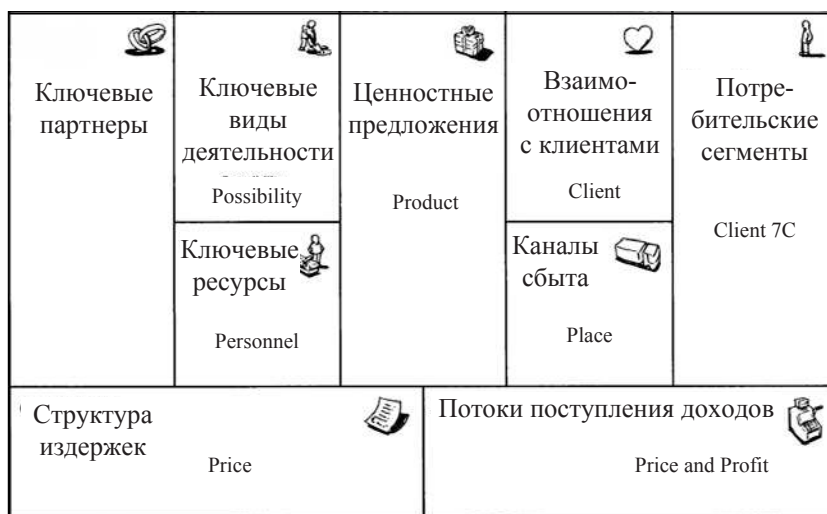 Ключевые
партнеры
Ключевые
виды
деятельности
Possibility
Ключевые
ресурсы
Personnel
Ценностные
предложения
Product
Взаимо-
отношения
с клиентами
Client
Каналы
сбыта
Place
Потре-
бительские
сегменты
Client 7C
Структура
издержек
Price
Потоки поступления доходов
Price and Profit